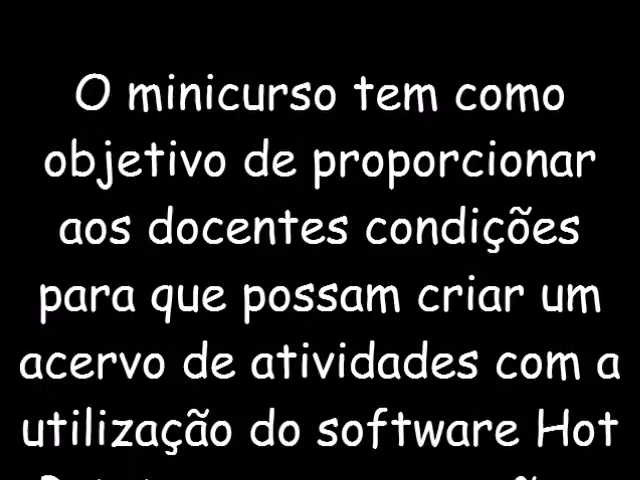 O minicurso tem como
objetivo de proporcionar
aos docentes condições
para que possam criar um
acervo de atividades com a
utilização do software Hot